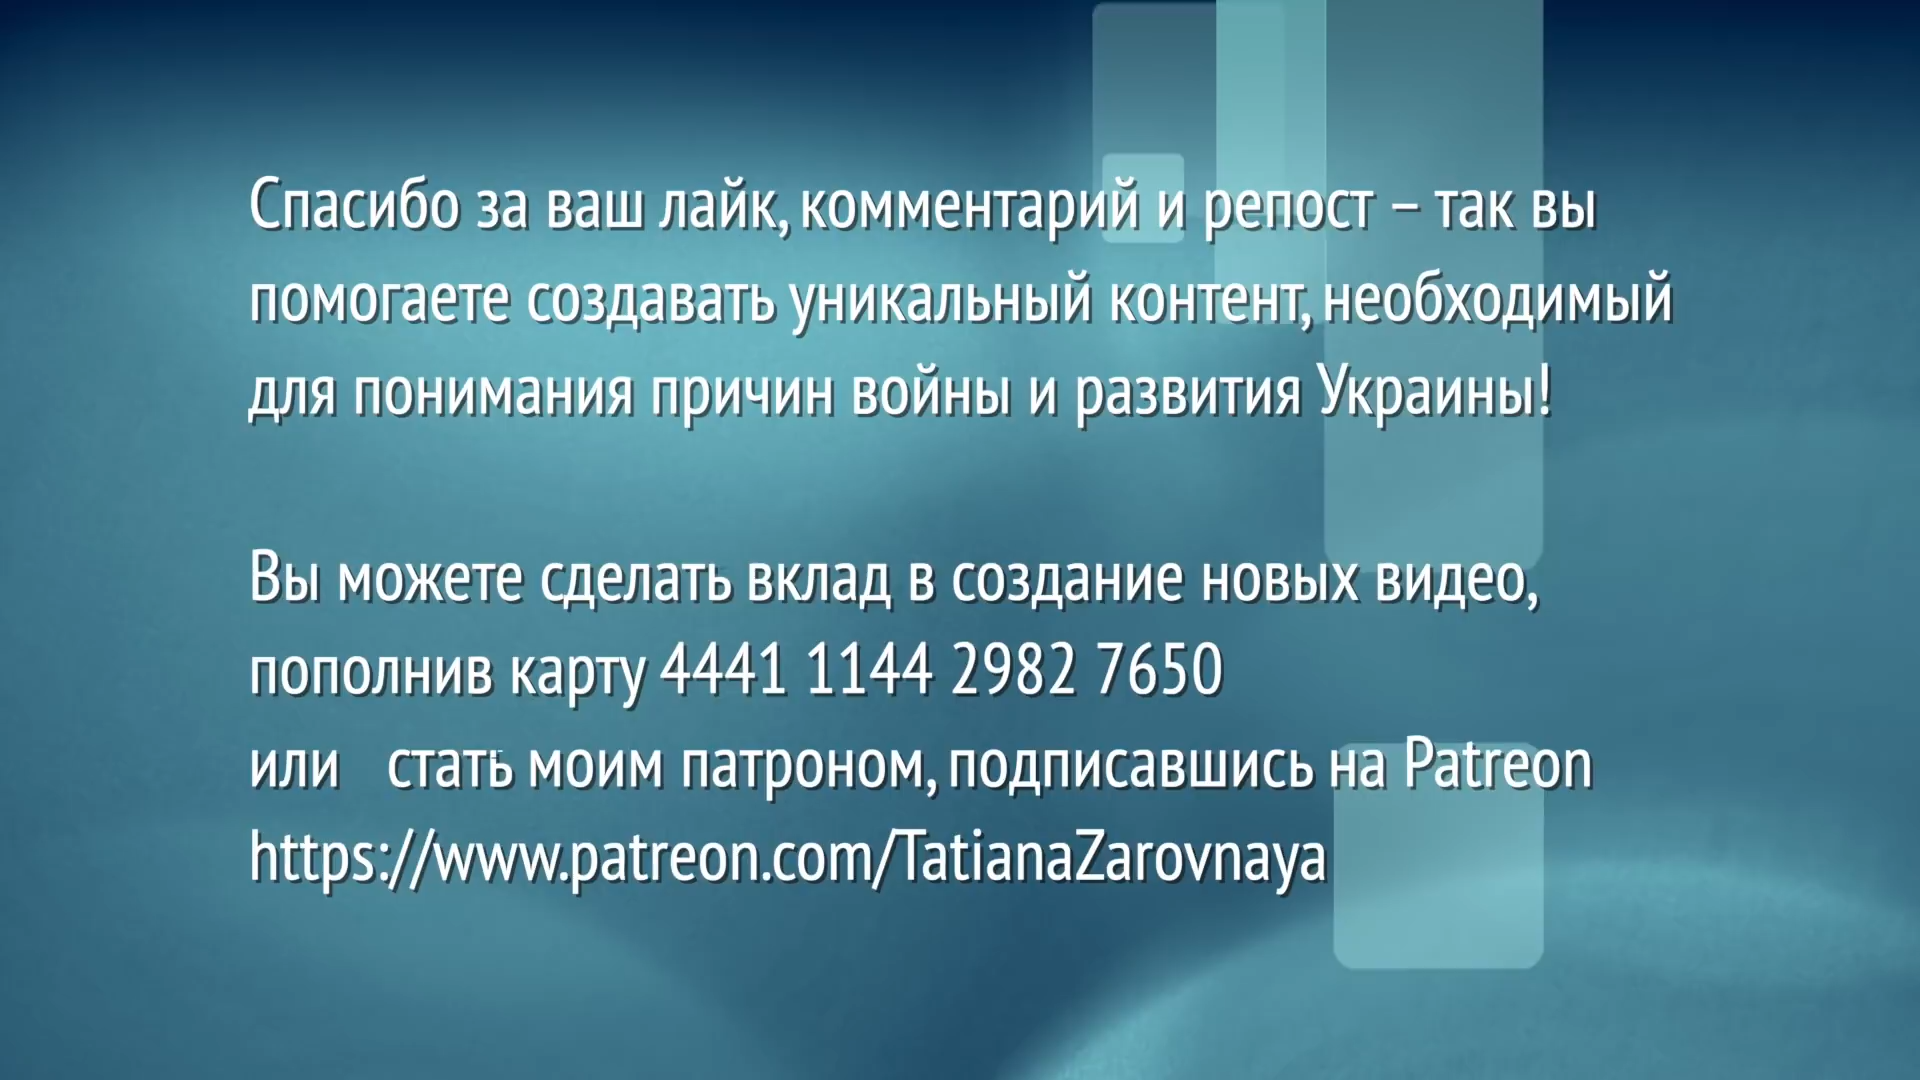 Спасибо за ваш лайк, комментарий и репост – так вы
помогаете создавать уникальный контент, необходимый
для понимания причин войны и развития Украины!
Вы можете сделать вклад в создание новых видео,
пополнив карту 4441 1144 2982 7650
или стать моим патроном, подписавшись на Patreon
https://www.patreon.com/TatianaZarovnaya